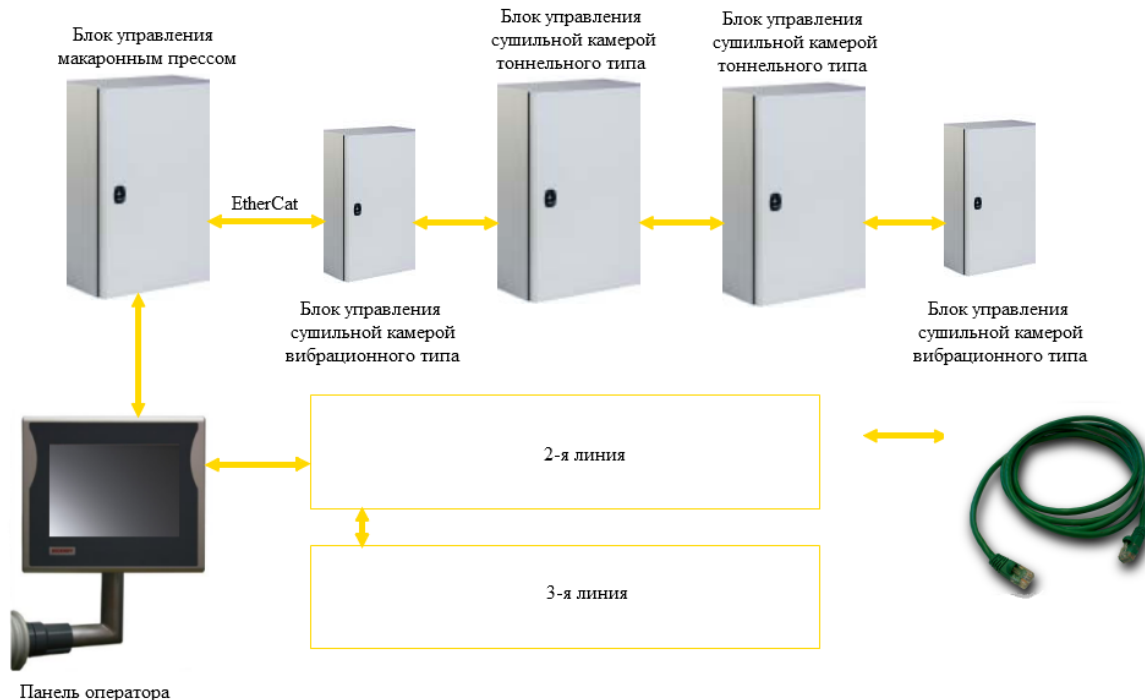 Блок управления
макаронным прессом
Блок управления
сушильной камерой
тоннельного типа
Блок управления
сушильной камерой
тоннельного типа
EtherCat
Блок управления
сушильной камерой
вибрационного типа
Блок управления
сушильной камерой
вибрационного типа
2-я линия
3-я линия
Панель оператора